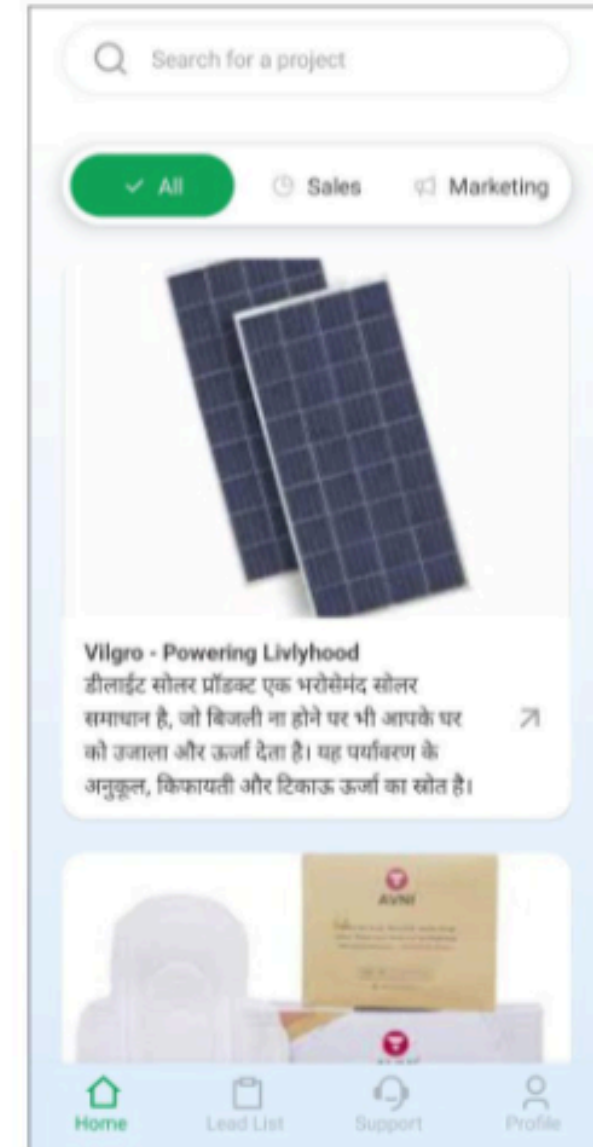 Search for a project
All
Sales
Marketing
Vilgro - Powering Livlyhood
डीलाईट सोलर प्रॉडक्ट एक भरोसेमंद सोलर
समाधान है, जो बिजली ना होने पर भी आपके घर
को उजाला और ऊर्जा देता है। यह पर्यावरण के
अनुकूल, किफायती और टिकाऊ ऊर्जा का स्रोत है।
AVNI
Home
Lead List
Support
Profile